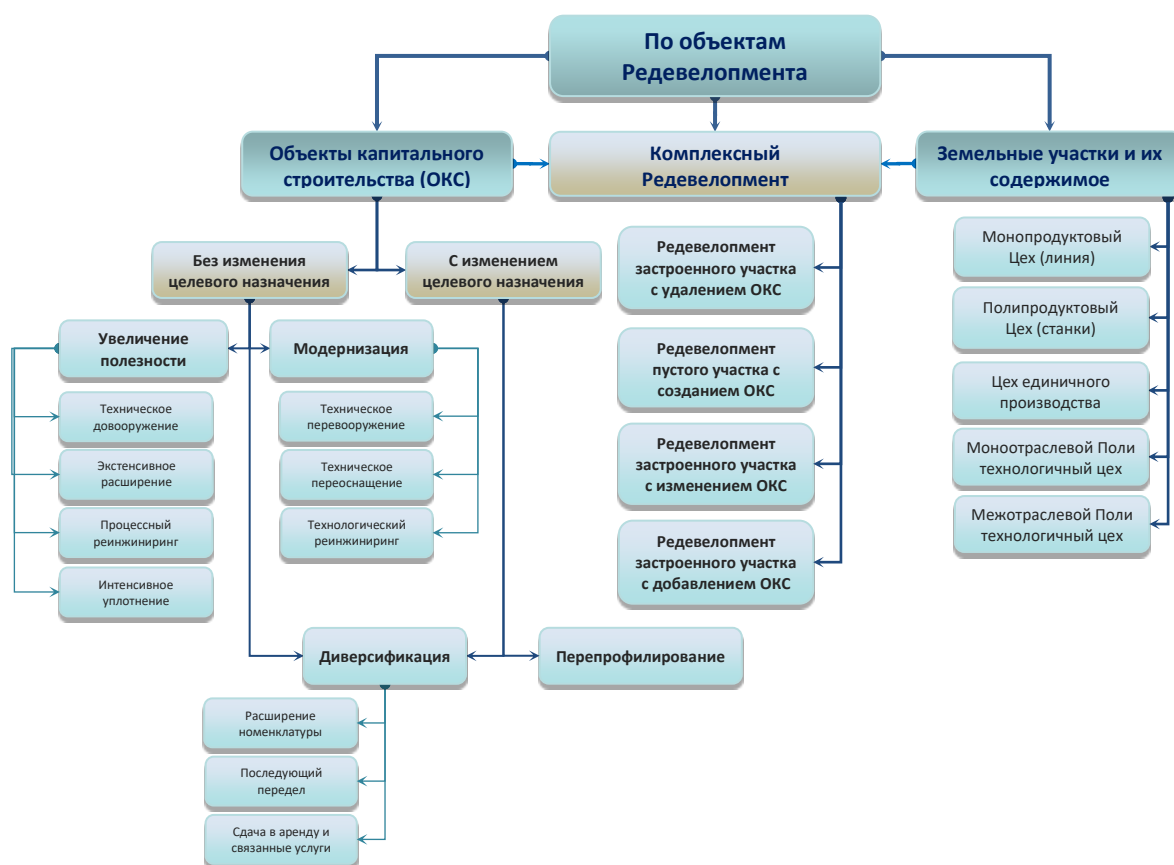 По объектам
Редевелопмента
Объекты капитального
строительства (ОКС)
Комплексный
Редевелопмент
Земельные участки и их
содержимое
Без изменения
целевого назначения
С изменением
целевого назначения
Увеличение
полезности
Модернизация
Техническое
довооружение
Экстенсивное
расширение
Процессный
реинжиниринг
Интенсивное
уплотнение
Техническое
перевооружение
Техническое
переоснащение
Технологический
реинжиниринг
Диверсификация
Перепрофилирование
Расширение
номенклатуры
Последующий
передел
Сдача в аренду и
связанные услуги
Редевелопмент
застроенного участка
с удалением ОКС
Редевелопмент
пустого участка с
созданием ОКС
Редевелопмент
застроенного участка
с изменением ОКС
Редевелопмент
застроенного участка
с добавлением ОКС
Монопродуктовый
Цех (линия)
Полипродуктовый
Цех (станки)
Цех единичного
производства
Моноотраслевой Поли
технологичный цех
Межотраслевой Поли
технологичный цех